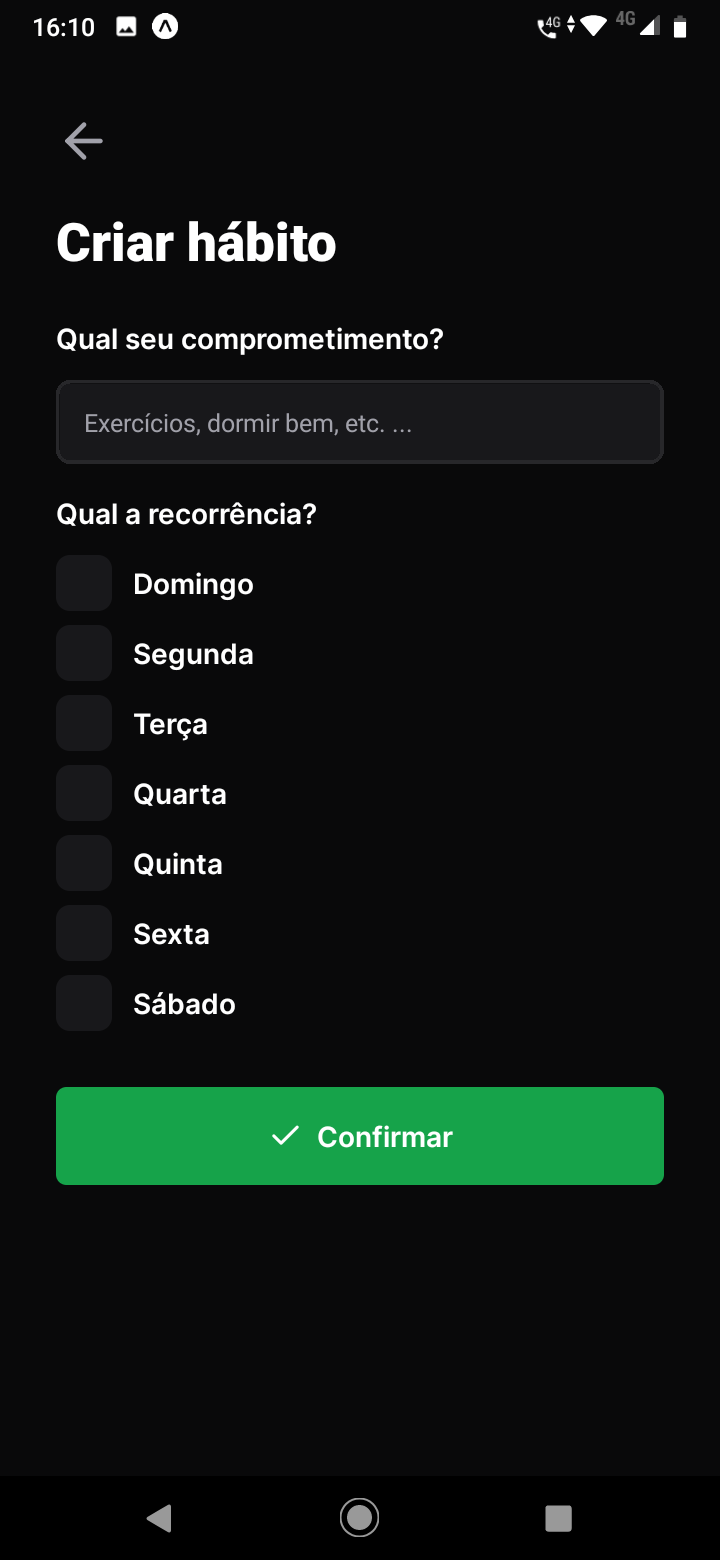 16:10
4G
4G
Criar hábito
Qual seu comprometimento?
Exercícios, dormir bem, etc. ...
Qual a recorrência?
Domingo
Segunda
Terça
Quarta
Quinta
Sexta
Sábado
Confirmar